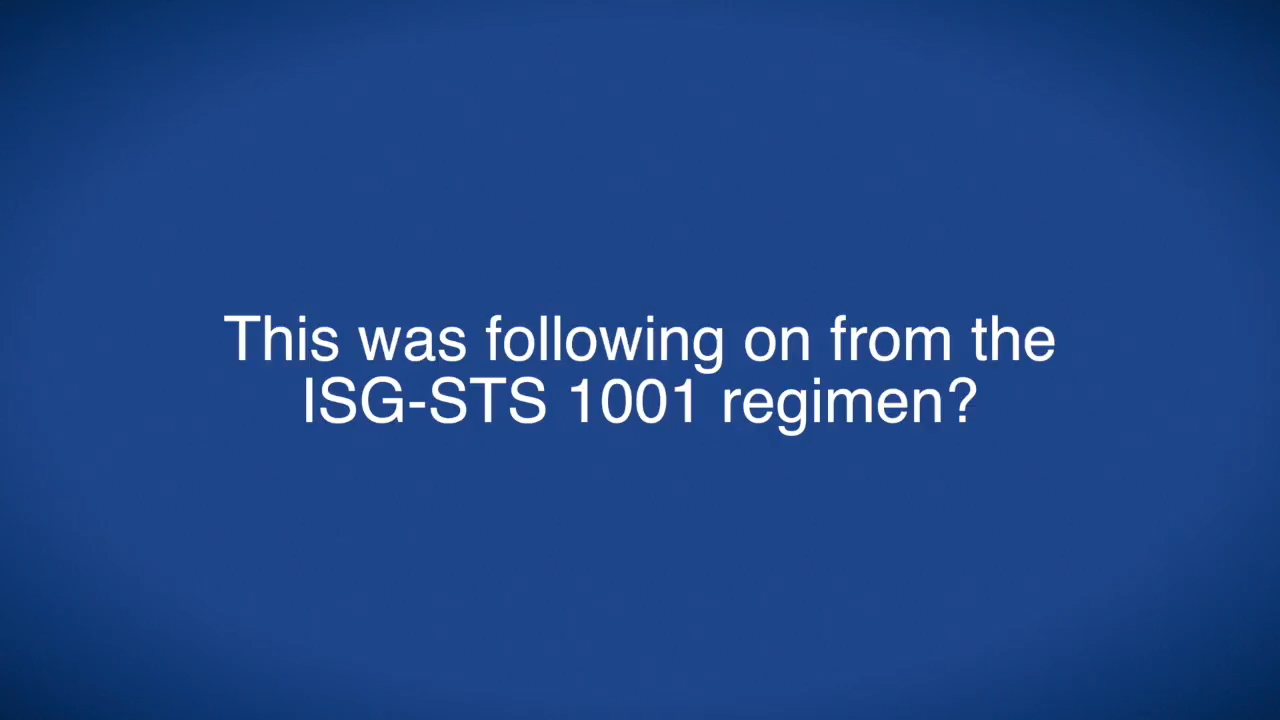 This was following on from the
ISG-STS 1001 regimen?